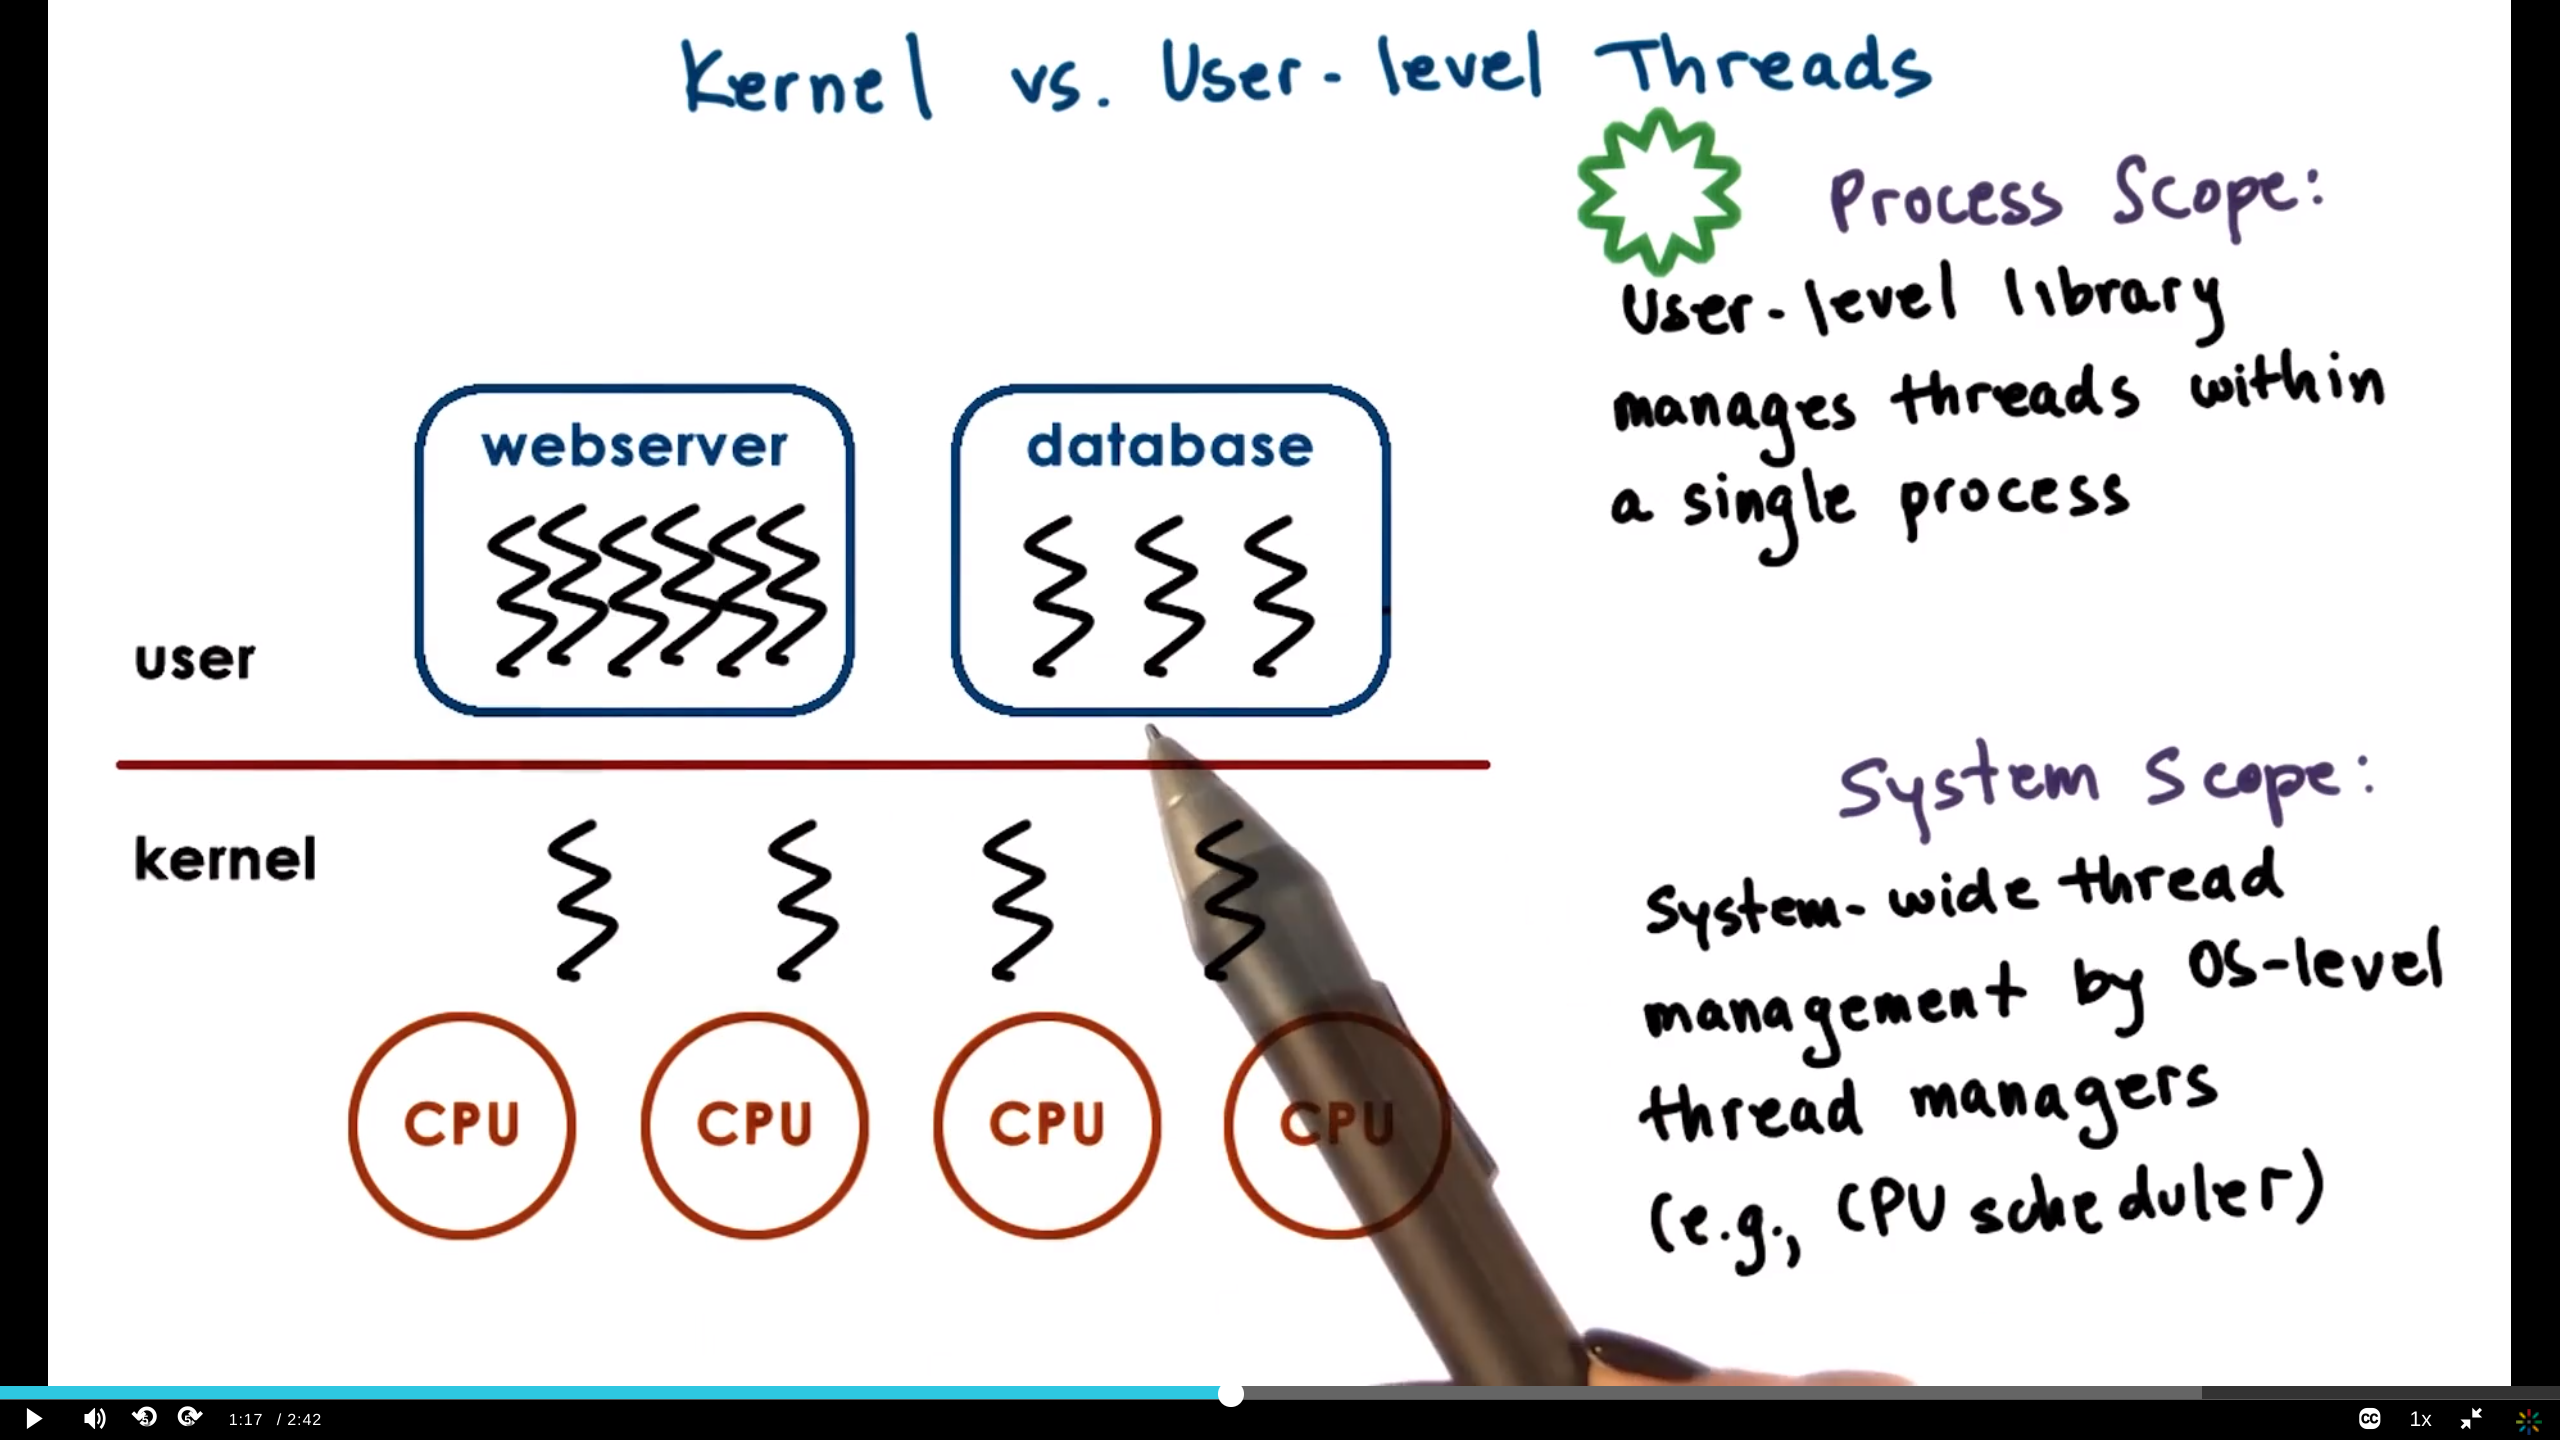 Kernel vs. User-level Threads
Process Scope:
User-level library
manages threads within
a single process
webserver
database
user
kernel
System Scope:
System-wide thread
management by OS-level
thread managers
(e.g., CPU scheduler)
CPU CPU CPU CPU
1:17 / 2:42
CC
1x